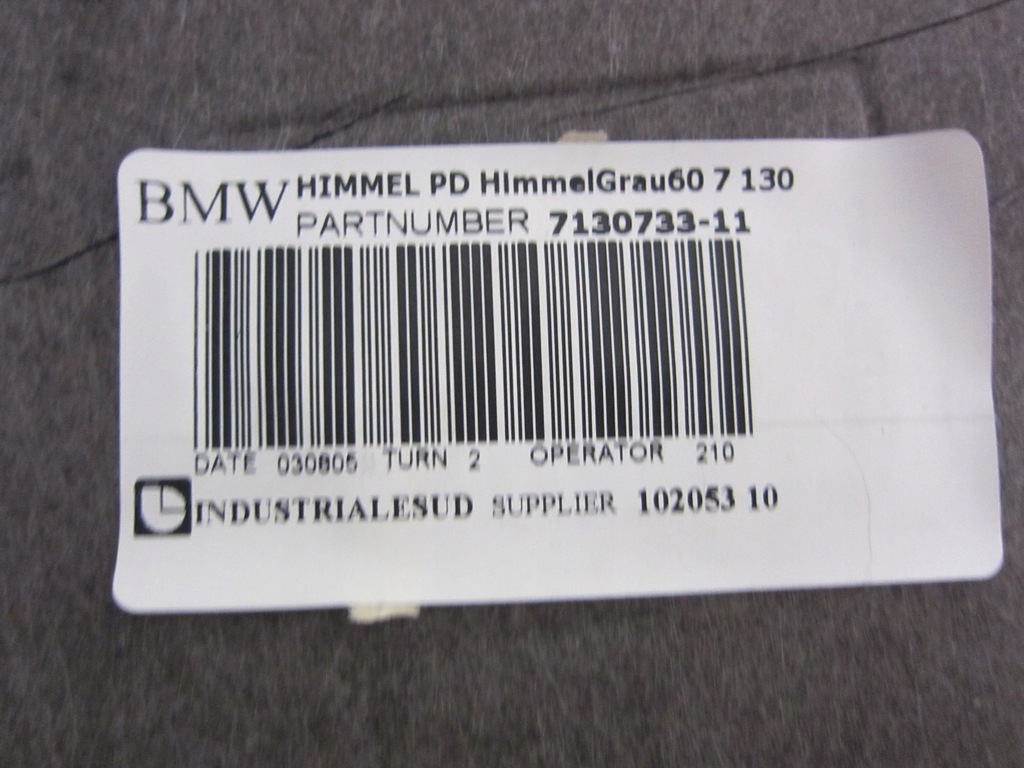 BMW HIMMEL PD HimmelGrau60 7 130
PARTNUMBER 7130733-11
DATE 030805 TURN 2 OPERATOR 210
INDUSTRIALESUD SUPPLIER 102053 10